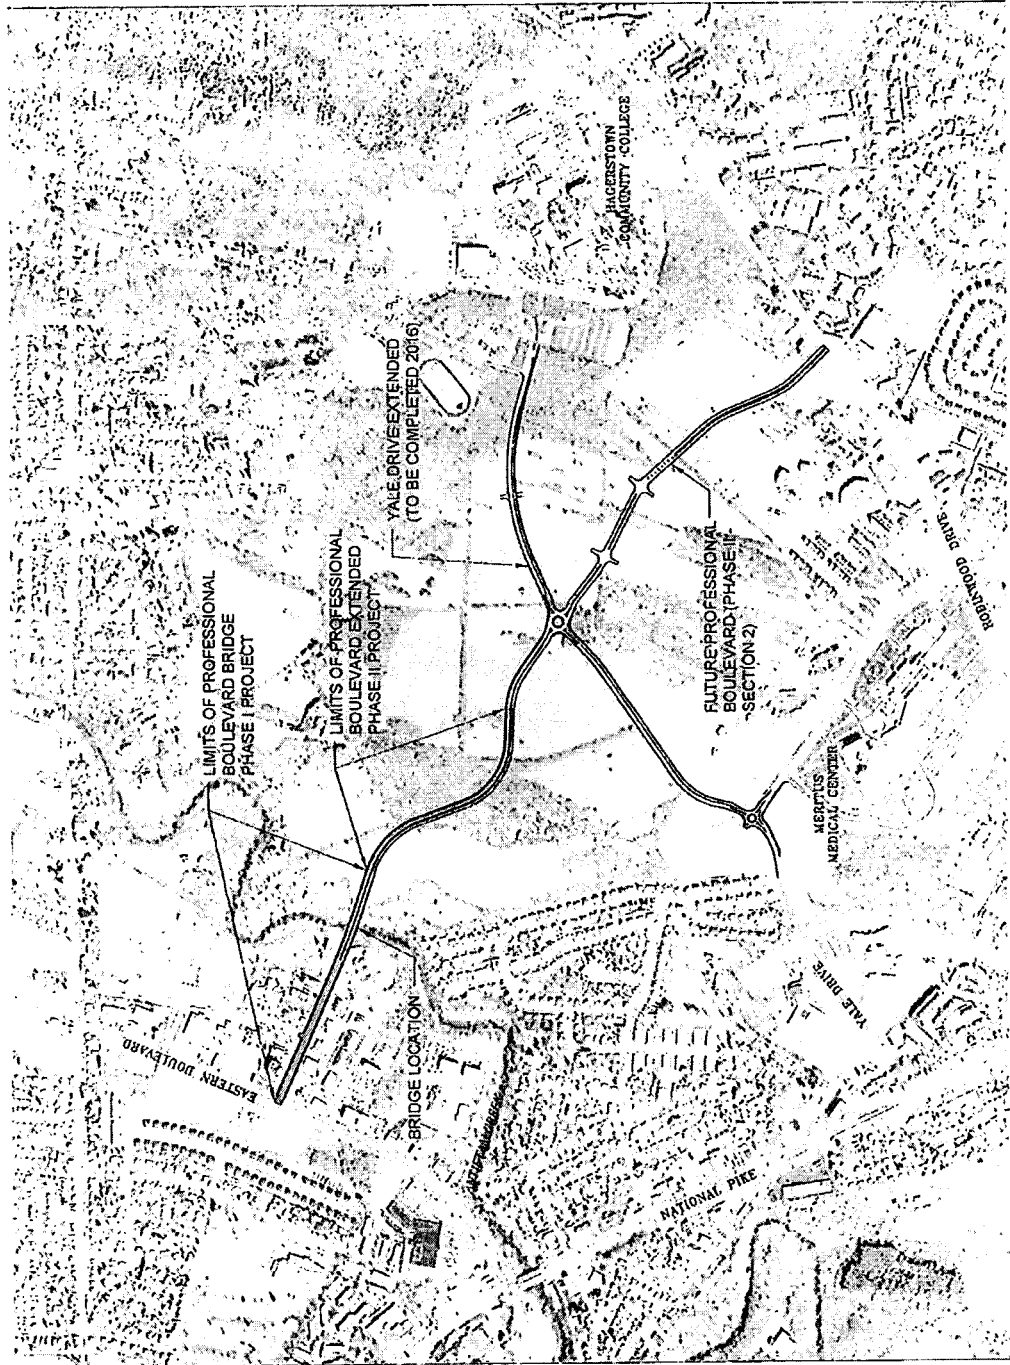 LIMITS OF PROFESSIONAL
BOULEVARD BRIDGE
PHASE I PROJECT
LIMITS OF PROFESSIONAL
BOULEVARD EXTENDED
PHASE II PROJECT
YALE DRIVE EXTENDED
(TO BE COMPLETED 2016)
HAGERSTOWN
COMMUNITY COLLEGE
EASTERN BOULEVARD
BRIDGE LOCATION
FUTURE PROFESSIONAL
BOULEVARD (PHASE II -
SECTION 2)
MERITUS
MEDICAL CENTER
ROBINWOOD DRIVE
YALE DRIVE
NATIONAL PIKE